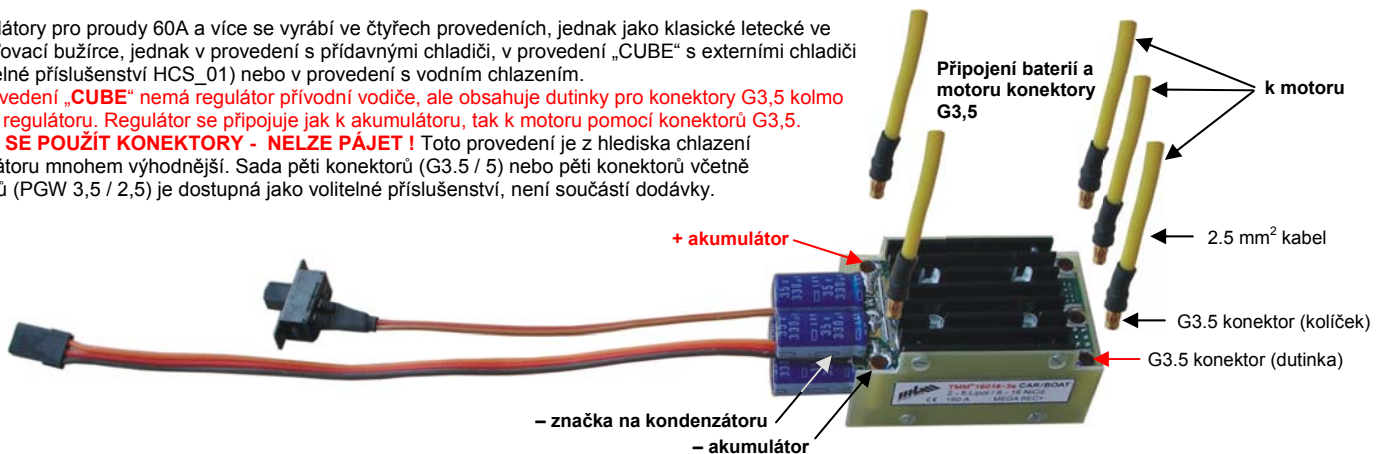 látory pro proudy 60A a více se vyrábí ve čtyřech provedeních, jednak jako klasické letecké ve
ovací bužírce, jednak v provedení s přídavnými chladiči, v provedení „CUBE“ s externími chladiči
elné příslušenství HCS_01) nebo v provedení s vodním chlazením.
vedení „CUBE“ nemá regulátor přívodní vodiče, ale obsahuje dutinky pro konektory G3,5 kolmo
regulátoru. Regulátor se připojuje jak k akumulátoru, tak k motoru pomocí konektorů G3,5.
SE POUŽÍT KONEKTORY - NELZE PÁJET ! Toto provedení je z hlediska chlazení
átoru mnohem výhodnější. Sada pěti konektorů (G3.5 / 5) nebo pěti konektorů včetně
ů (PGW 3,5 / 2,5) je dostupná jako volitelné příslušenství, není součástí dodávky.
Připojení baterií a
motoru konektory
G3,5
k motoru
+ akumulátor
2.5 mm² kabel
G3.5 konektor (kolíček)
G3.5 konektor (dutinka)
– značka na kondenzátoru
– akumulátor
35 V
330µ
TMM 16016-3s CAR/BOAT
160 A MEGA REC+